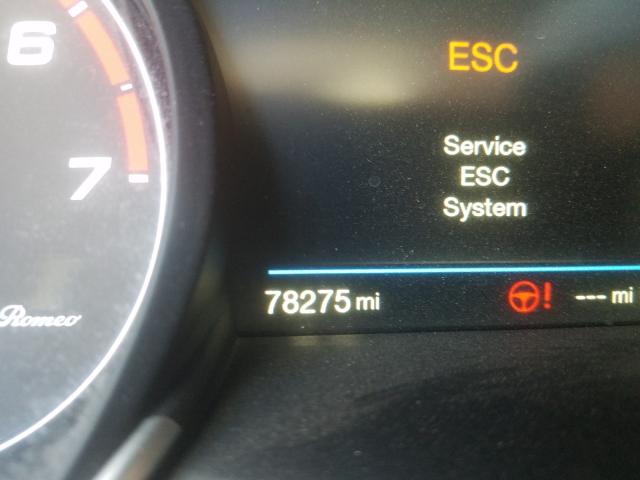 6
ESC
7
Service
ESC
System
78275 mi
--- mi
Romeo